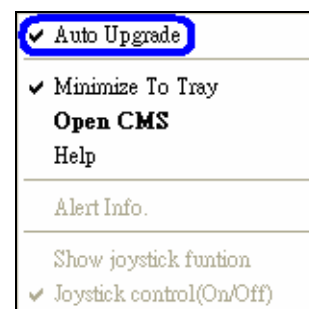 Auto Upgrade
Minimize To Tray
Open CMS
Help
Alert Info.
Show joystick funtion
Joystick control(On/Off)